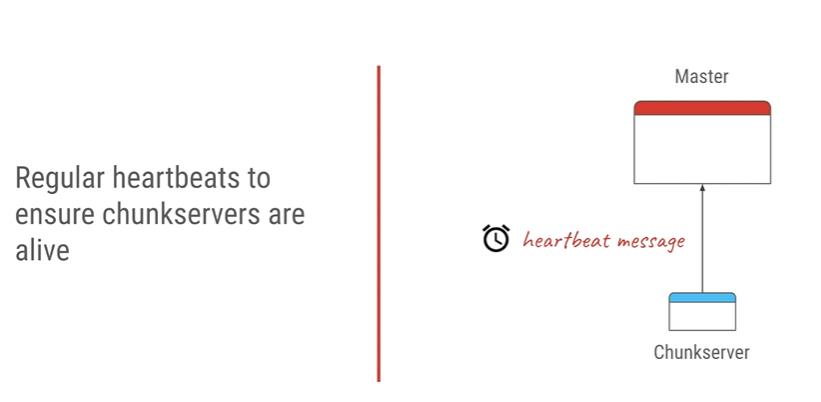 Regular heartbeats to
ensure chunkservers are
alive
Master
heartbeat message
Chunkserver